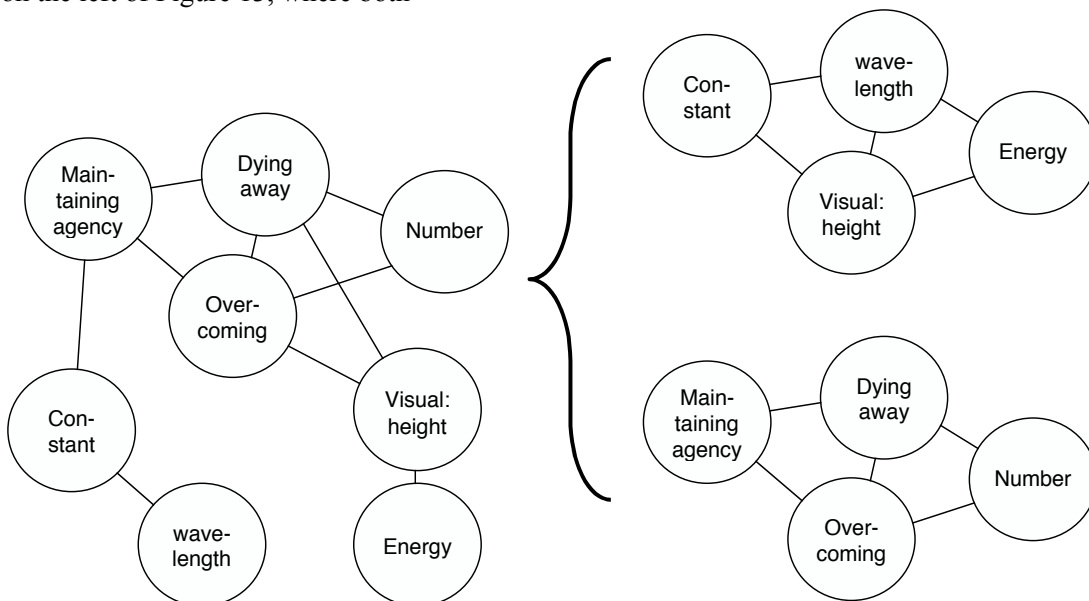 on the left of Figure 15, where both
Main-
taining
agency
Dying
away
Number
Over-
coming
Visual:
height
Con-
stant
wave-
length
Energy
Con-
stant
wave-
length
Energy
Visual:
height
Main-
taining
agency
Dying
away
Number
Over-
coming